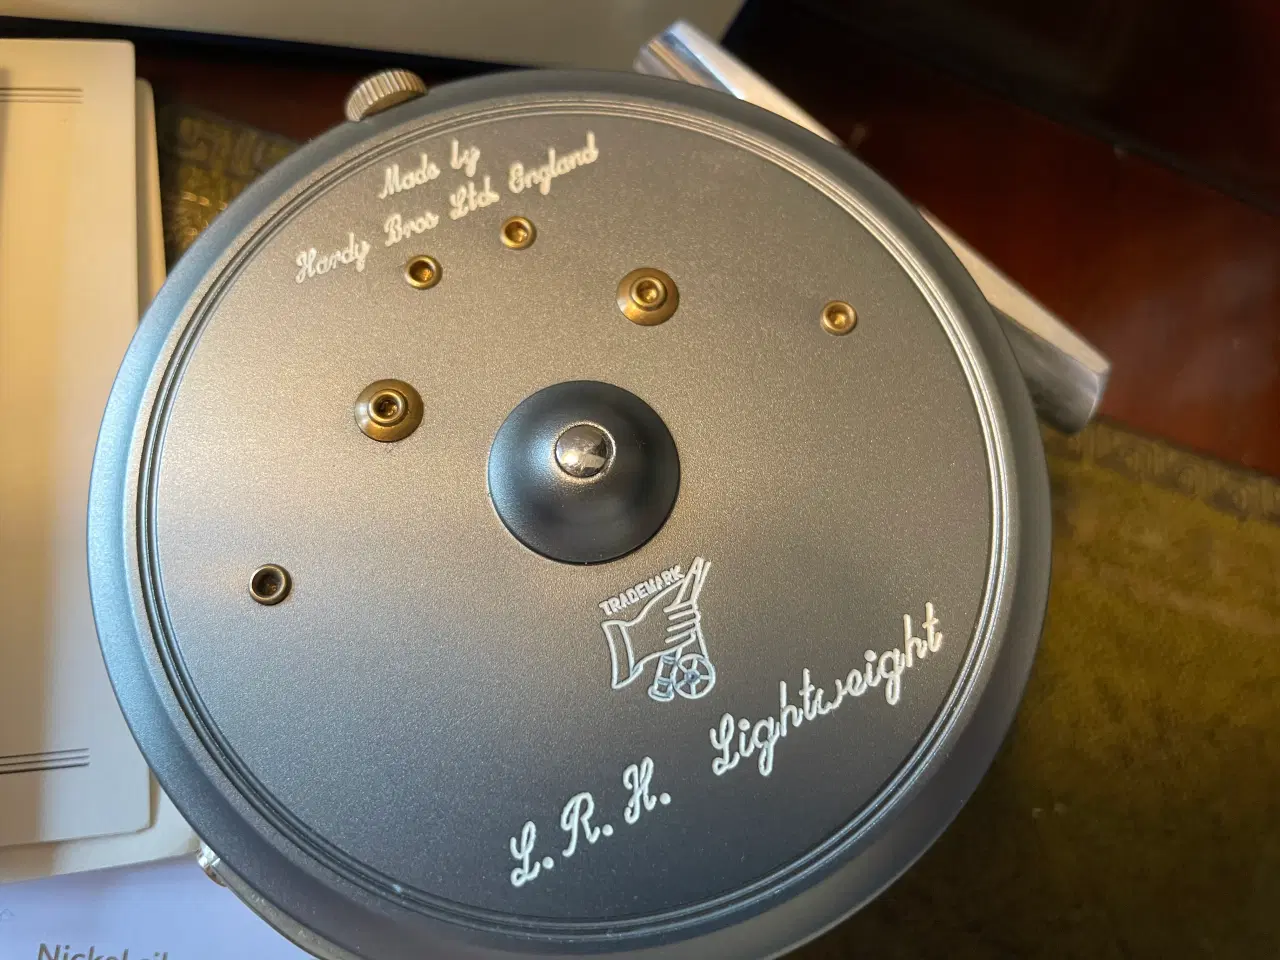 Made by
Hardy Bros Ltd. England
TRADEMARK
L.R.H. Lightweight